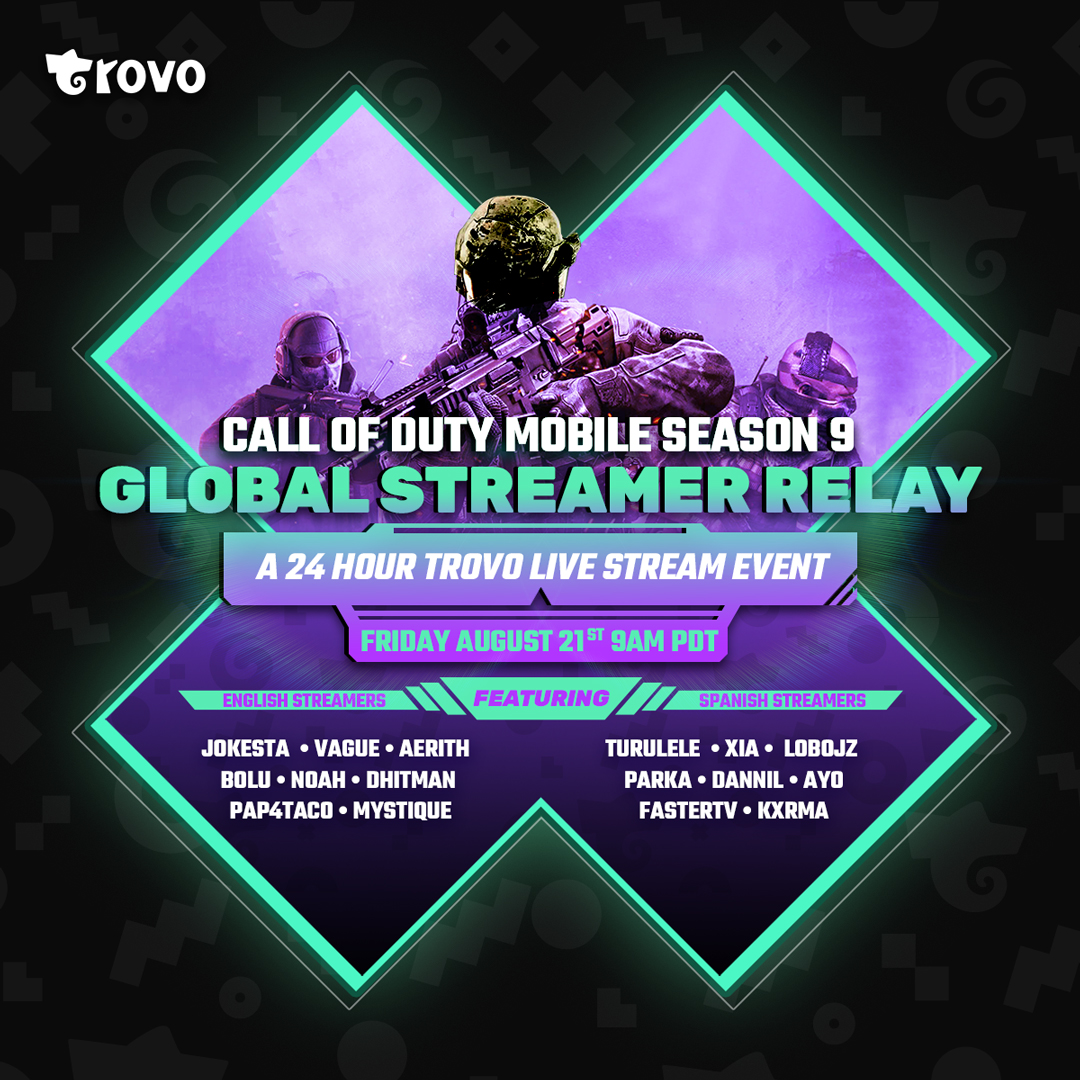 trovo
CALL OF DUTY MOBILE SEASON 9
GLOBAL STREAMER RELAY
A 24 HOUR TROVO LIVE STREAM EVENT
FRIDAY AUGUST 21ST 9AM PDT
FEATURING
ENGLISH STREAMERS
JOKESTA • VAGUE • AERITH
BOLU • NOAH • DHITMAN
PAP4TACO • MYSTIQUE
SPANISH STREAMERS
TURULELE • XIA • LOBOJZ
PARKA • DANNIL • AYO
FASTERTV • KXRMA